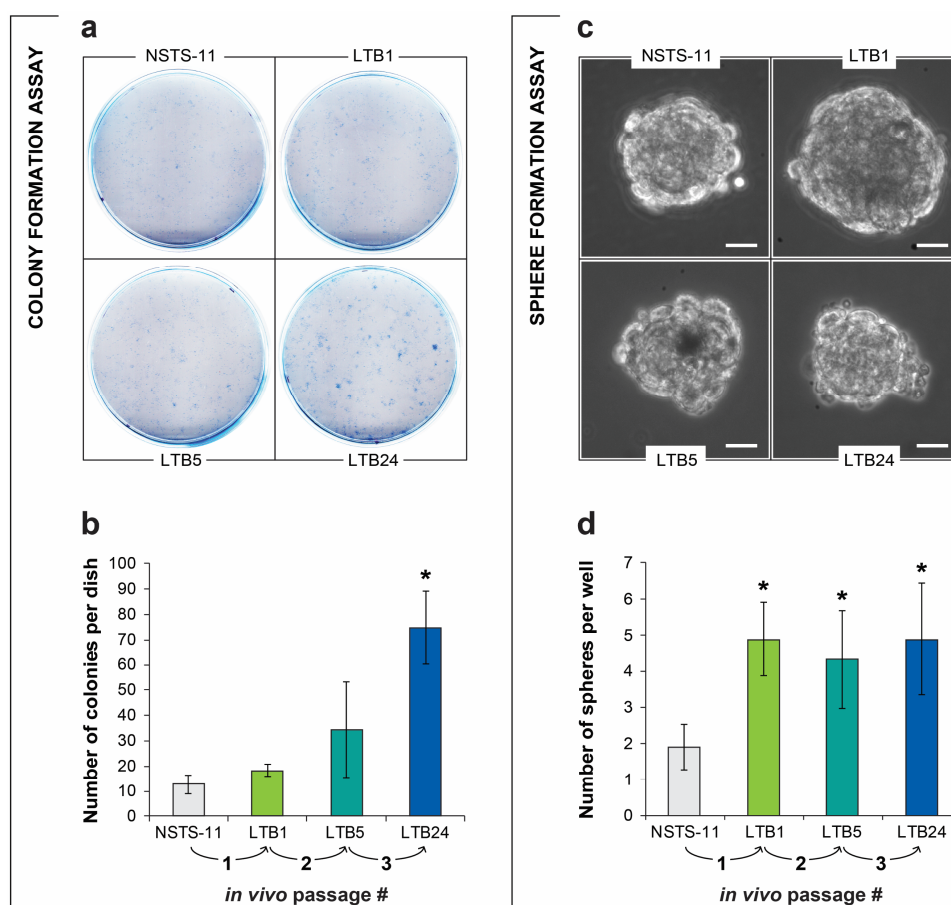 COLONY FORMATION ASSAY
a
NSTS-11
LTB1
LTB5
LTB24
b
Number of colonies per dish
100
90
80
70
60
50
40
30
20
10
0
*
NSTS-11
LTB1
LTB5
LTB24
1
2
3
in vivo passage #
SPHERE FORMATION ASSAY
c
NSTS-11
LTB1
LTB5
LTB24
d
Number of spheres per well
7
6
5
4
3
2
1
0
*
*
*
NSTS-11
LTB1
LTB5
LTB24
1
2
3
in vivo passage #